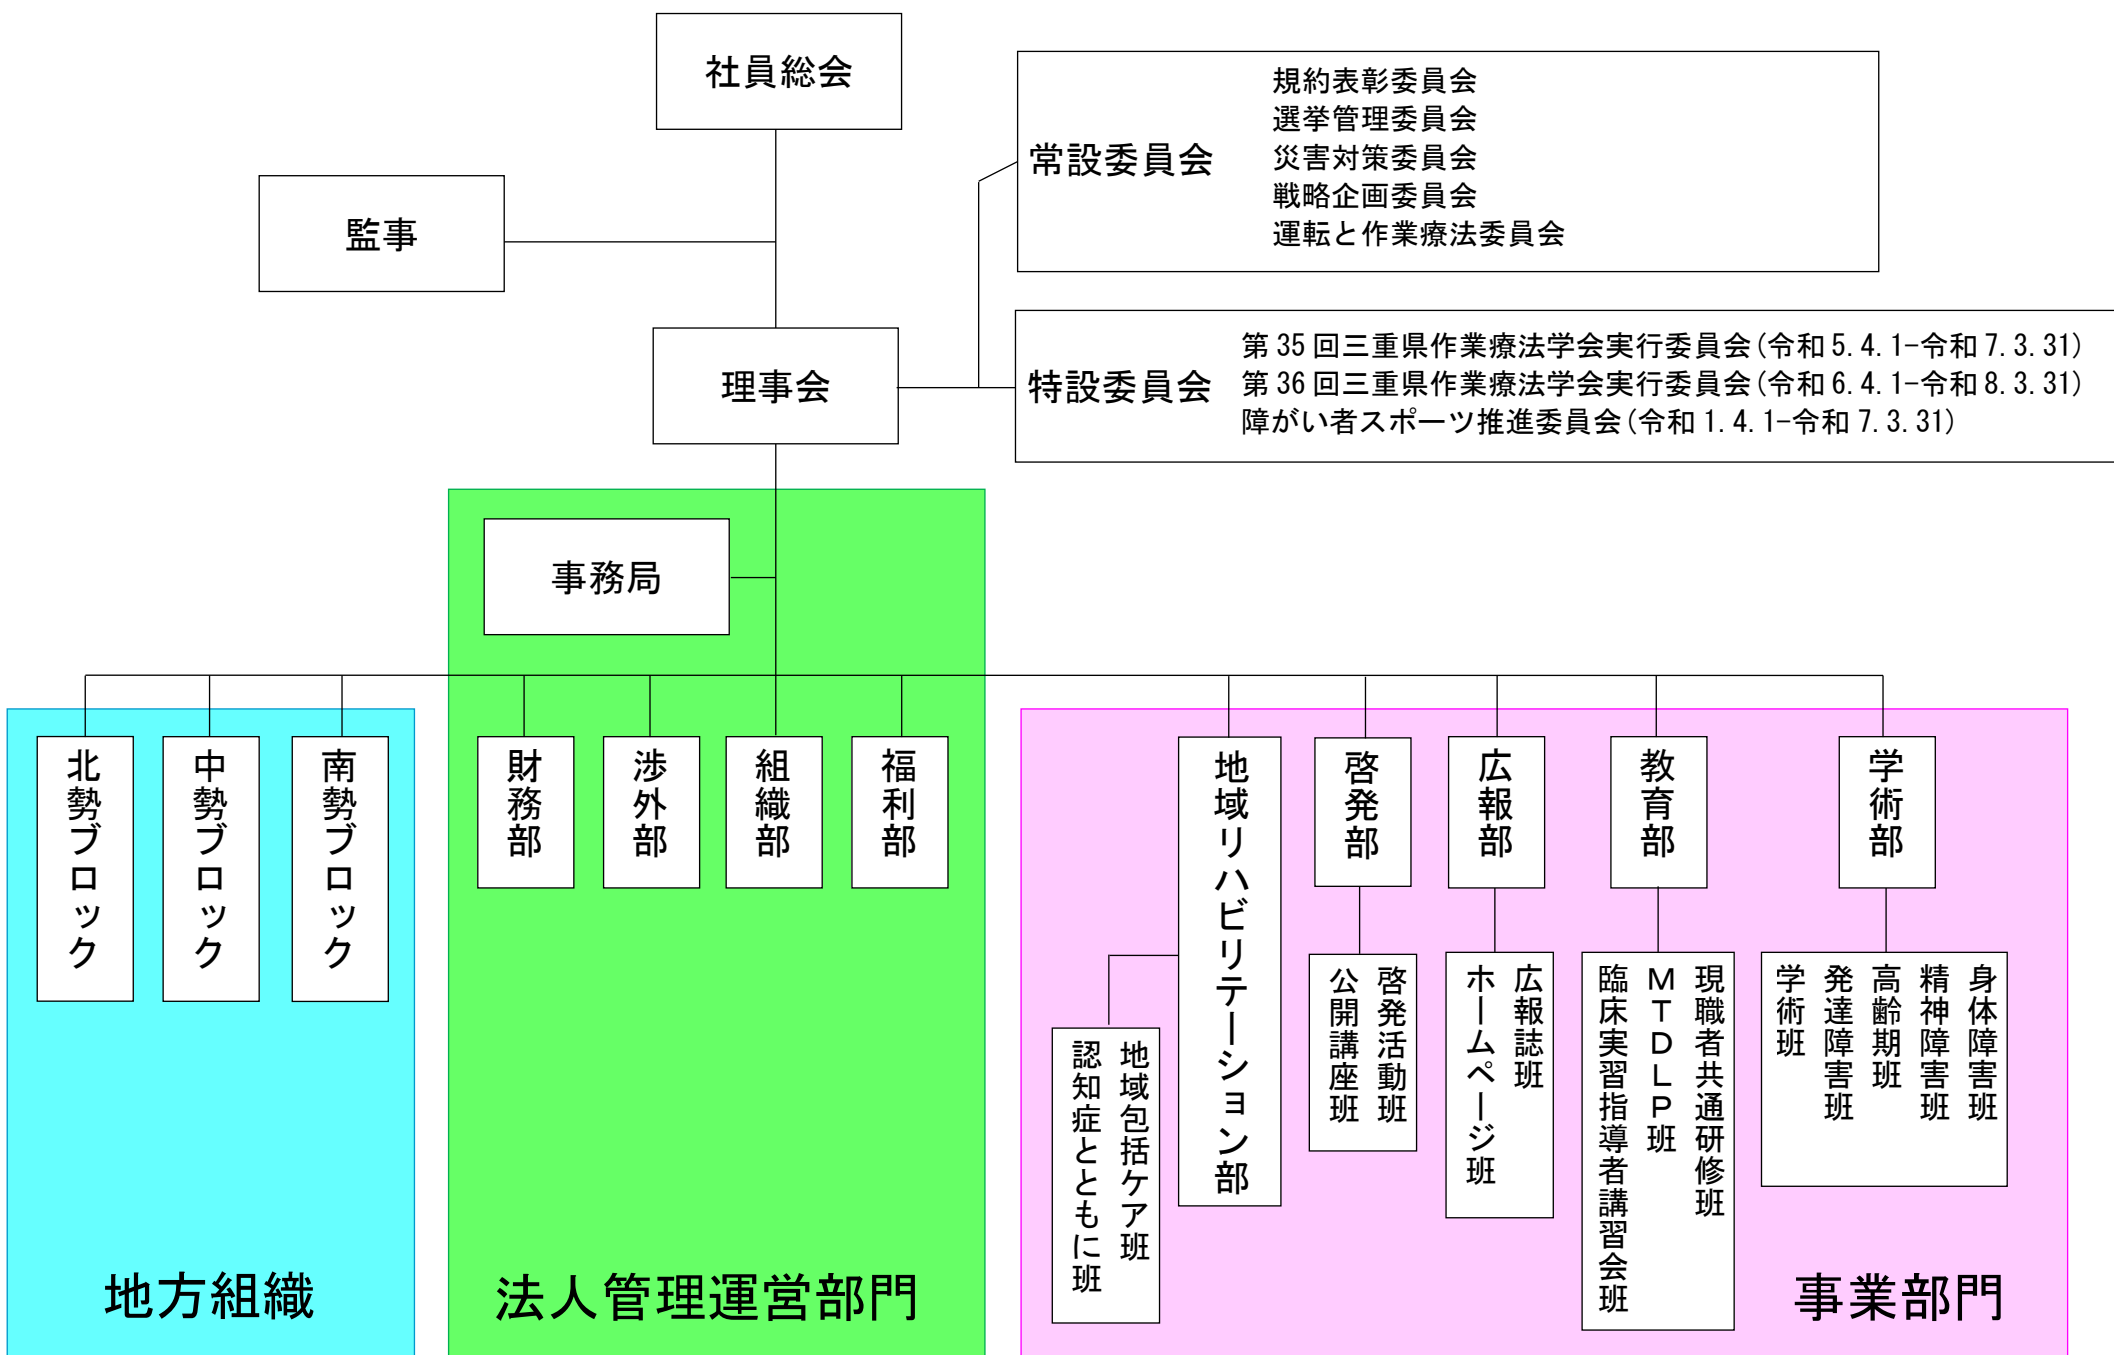 社員総会
監事
常設委員会
規約表彰委員会
選挙管理委員会
災害対策委員会
戦略企画委員会
運転と作業療法委員会
理事会
特設委員会
第35回三重県作業療法学会実行委員会(令和5.4.1-令和7.3.31)
第36回三重県作業療法学会実行委員会(令和6.4.1-令和8.3.31)
障がい者スポーツ推進委員会(令和1.4.1-令和7.3.31)
事務局
北勢ブロック
中勢ブロック
南勢ブロック
財務部
渉外部
組織部
福利部
地域リハビリテーション部
啓発部
広報部
教育部
学術部
地域包括ケア班
認知症とともに班
啓発活動班
公開講座班
広報誌班
ホームページ班
現職者共通研修班
ＭＴＤＬＰ班
臨床実習指導者講習会班
身体障害班
精神障害班
高齢期班
発達障害班
学術班
地方組織
法人管理運営部門
事業部門